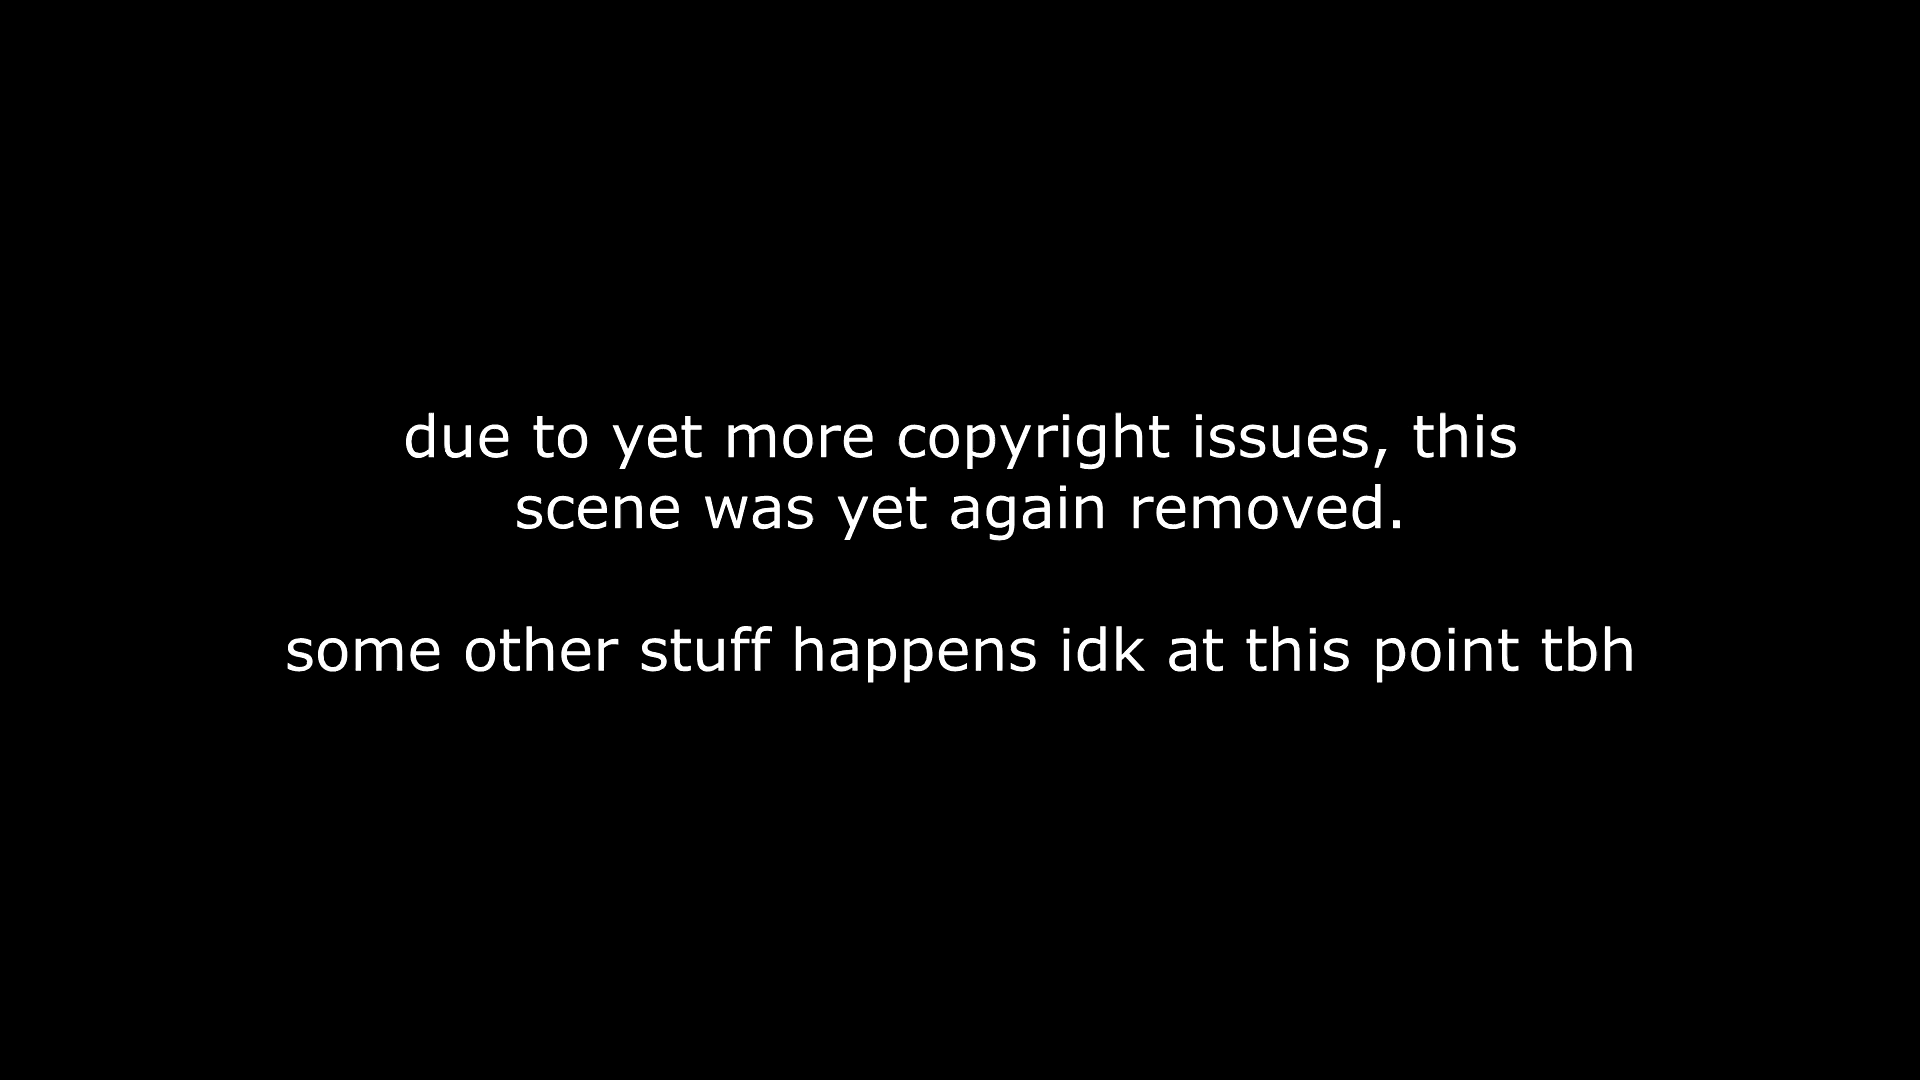 due to yet more copyright issues, this
scene was yet again removed.
some other stuff happens idk at this point tbh